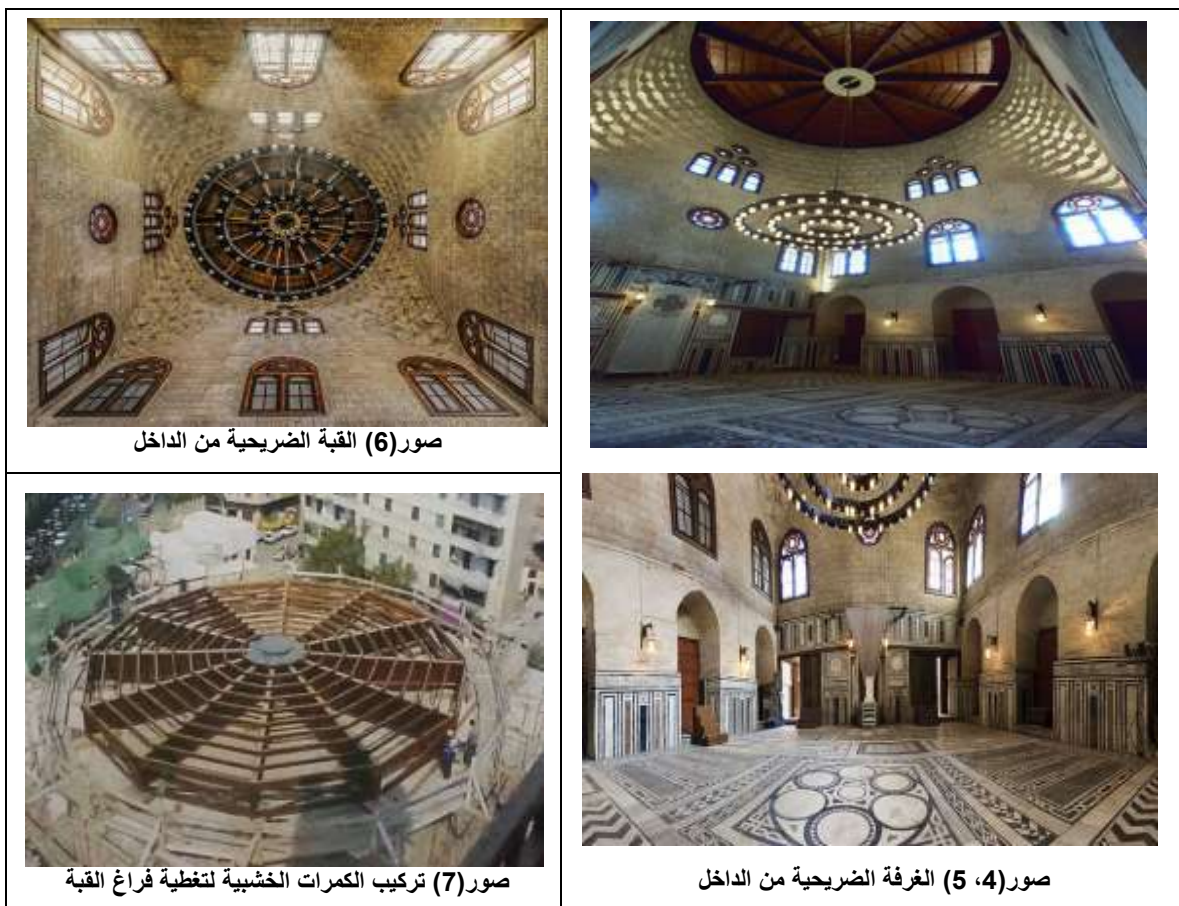 صور(6) القبة الضريحية من الداخل
صور(7) تركيب الكمرات الخشبية لتغطية فراغ القبة
صور(4، 5) الغرفة الضريحية من الداخل